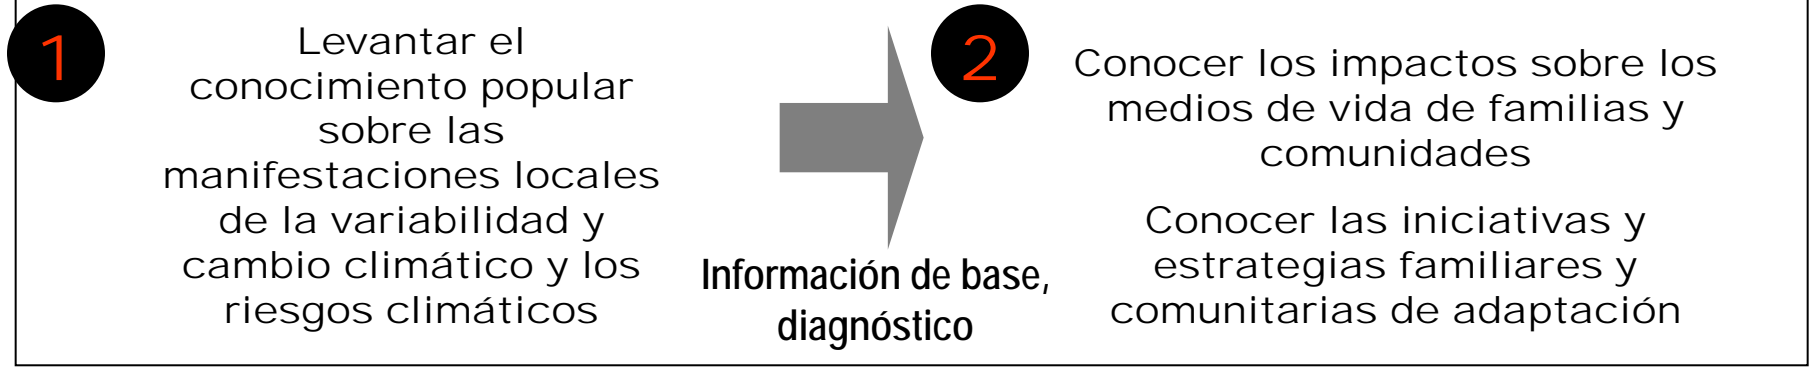 1
Levantar el
conocimiento popular
sobre las
manifestaciones locales
de la variabilidad y
cambio climático y los
riesgos climáticos
Información de base,
diagnóstico
2
Conocer los impactos sobre los
medios de vida de familias y
comunidades
Conocer las iniciativas y
estrategias familiares y
comunitarias de adaptación